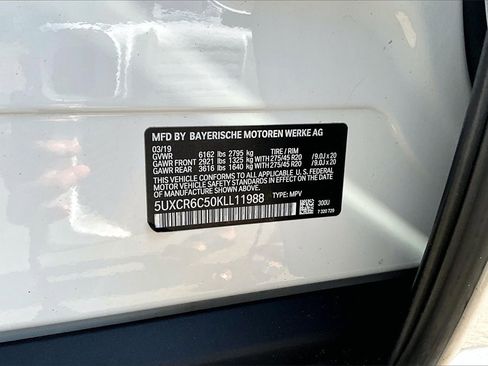 MFD BY BAYERISCHE MOTOREN WERKE AG
03/19 TIRE / RIM
GVWR 6162 lbs 2795 kg
GAWR FRONT 2921 lbs 1325 kg WITH 275/45 R20 /9.0J x 20
GAWR REAR 3616 lbs 1640 kg WITH 275/45 R20 /9.0J x 20
THIS VEHICLE CONFORMS TO ALL APPLICABLE U. S. FEDERAL
MOTOR VEHICLE SAFETY STANDARDS IN EFFECT ON THE DATE
OF MANUFACTURE SHOWN ABOVE.
5UXCR6C50KLL11988 TYPE: MPV
300U
7 320 729